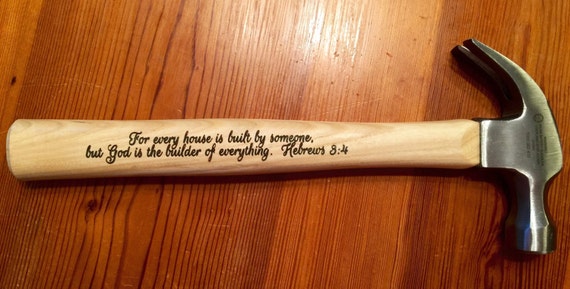 For every house is built by someone,
but God is the builder of everything. Hebrews 3:4